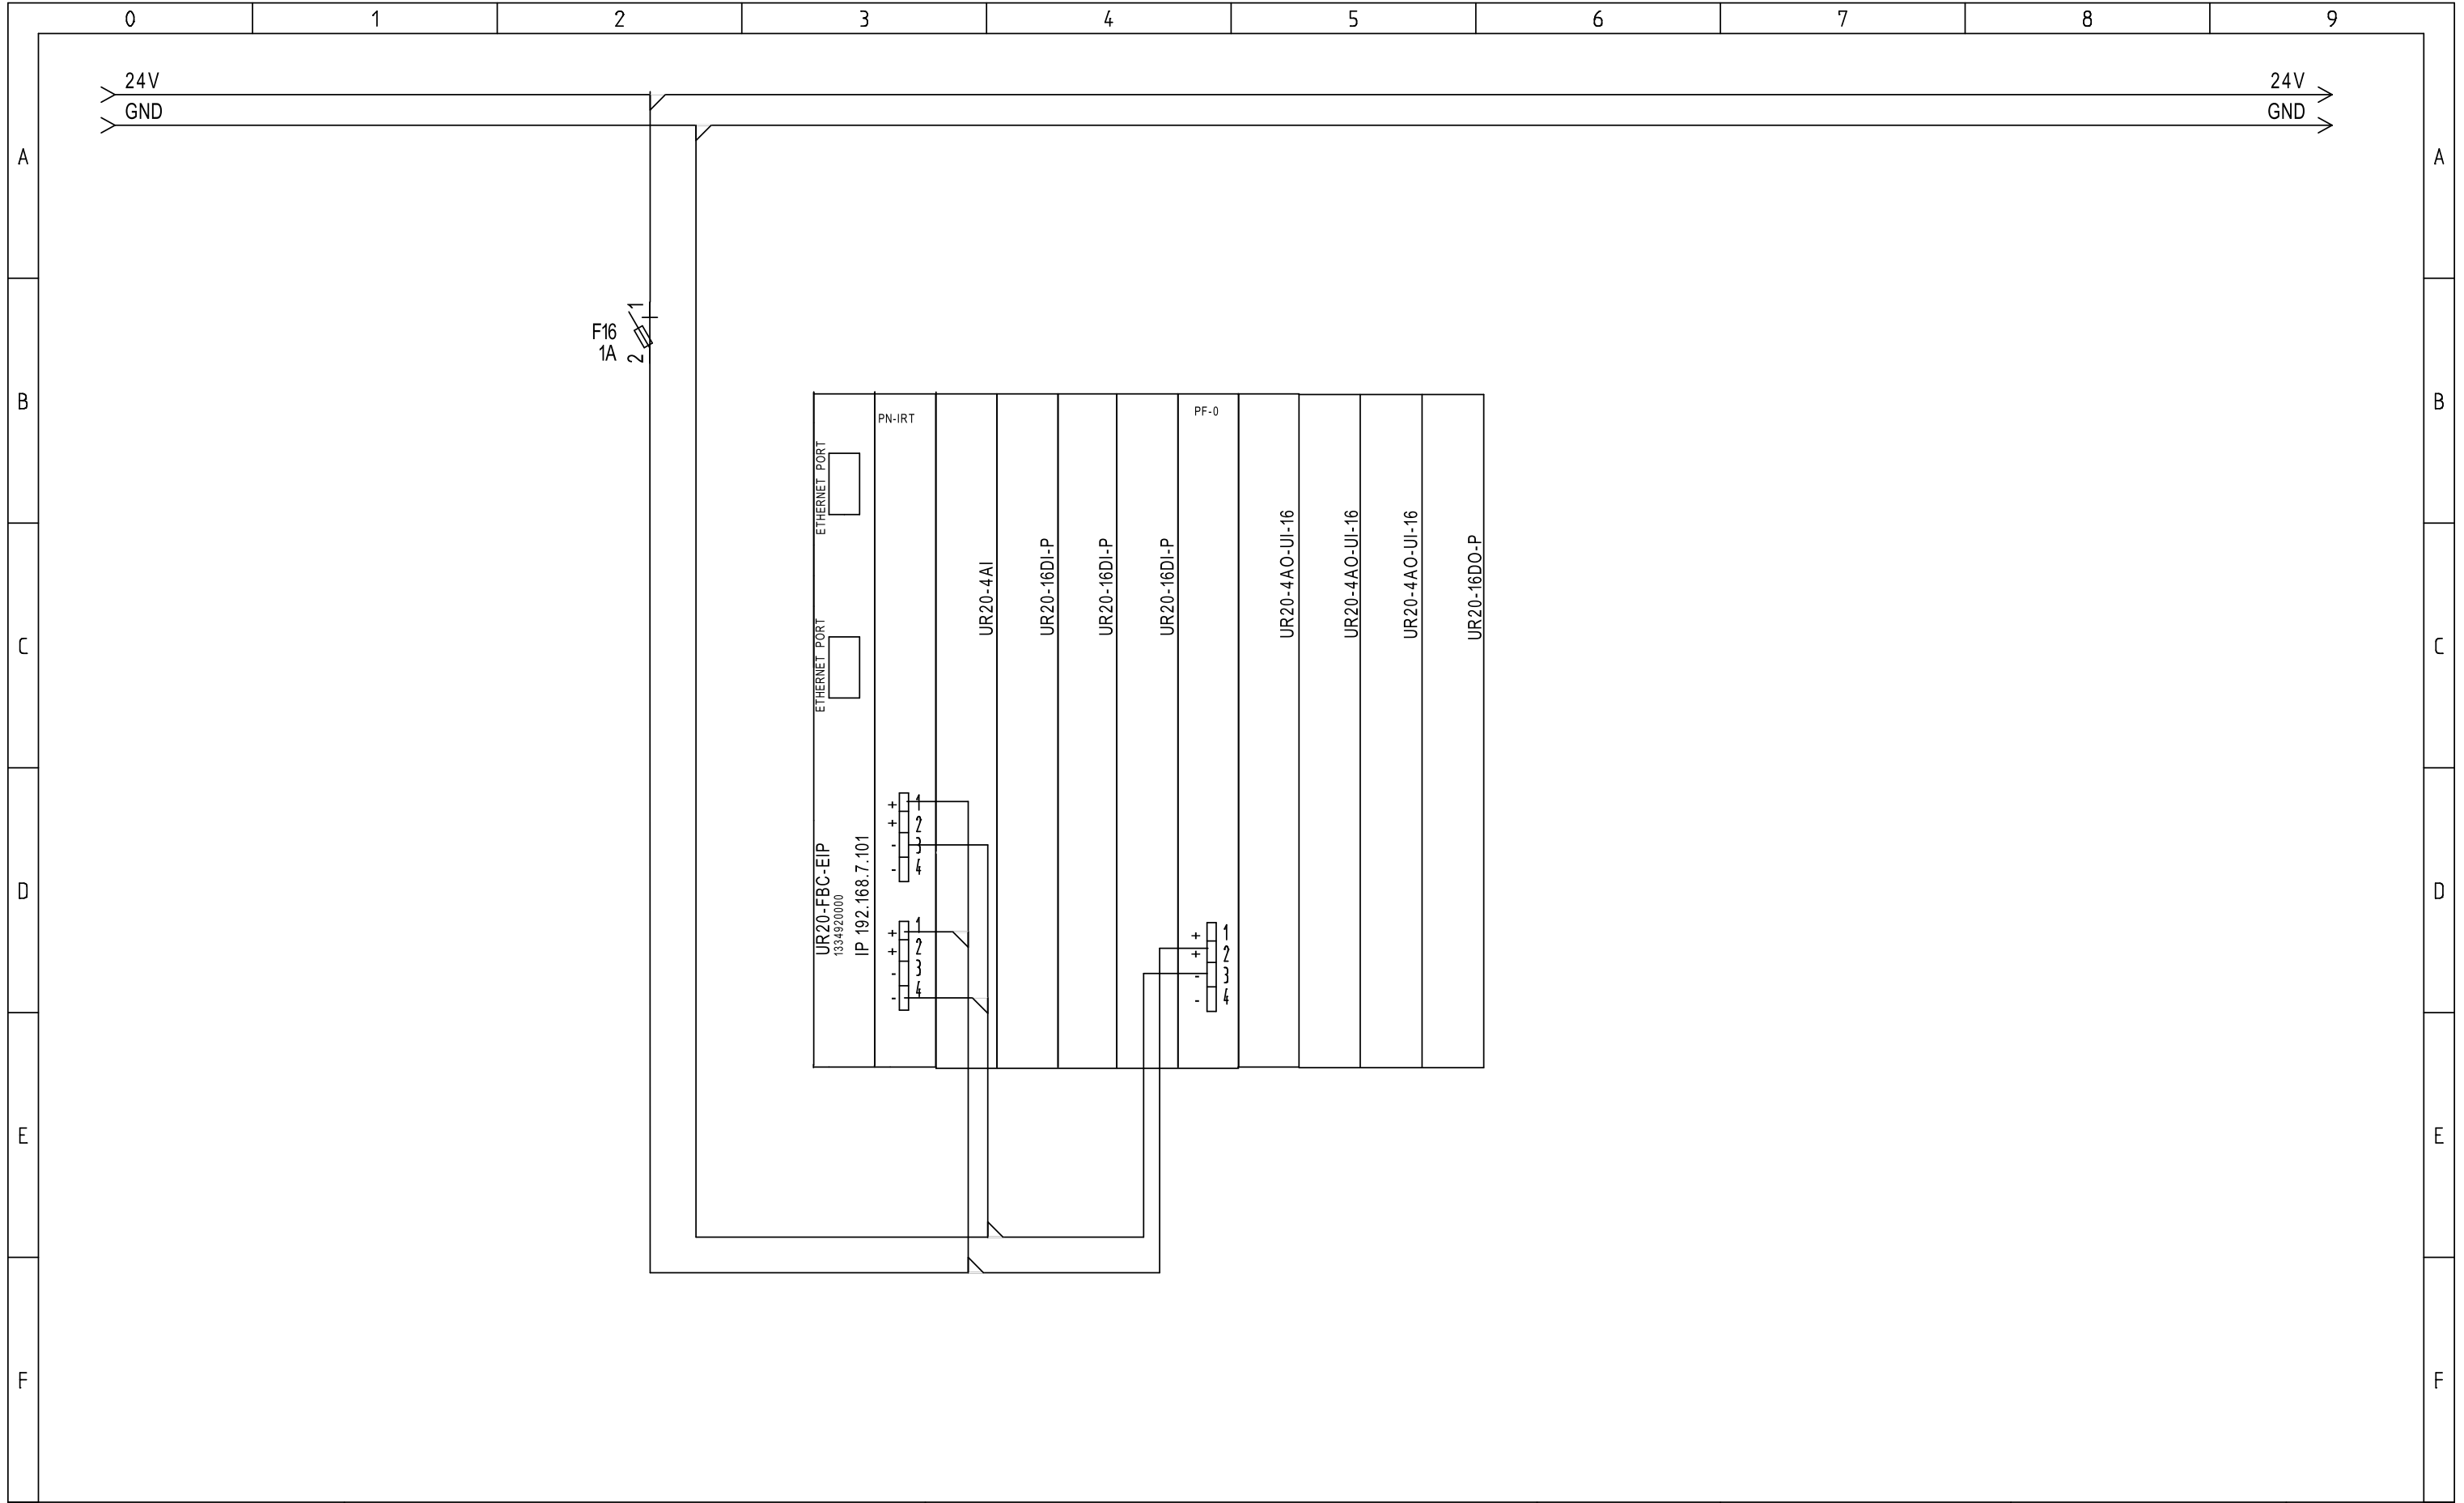 0 1 2 3 4 5 6 7 8 9
24V 24V
GND GND
A A
1
F16
1A
2
B B
PN-IRT PF-0
ETHERNET PORT
UR20-4AI
UR20-16DI-P
UR20-16DI-P
UR20-16DI-P
UR20-4AO-UI-16
UR20-4AO-UI-16
UR20-4AO-UI-16
UR20-16DO-P
C C
ETHERNET PORT
+ 1
+ 2
- 3
- 4
UR20-FBC-EIP
1334920000
IP 192.168.7.101
D D
+ 1
+ 2
- 3
- 4
+ 1
+ 2
- 3
- 4
E E
F F